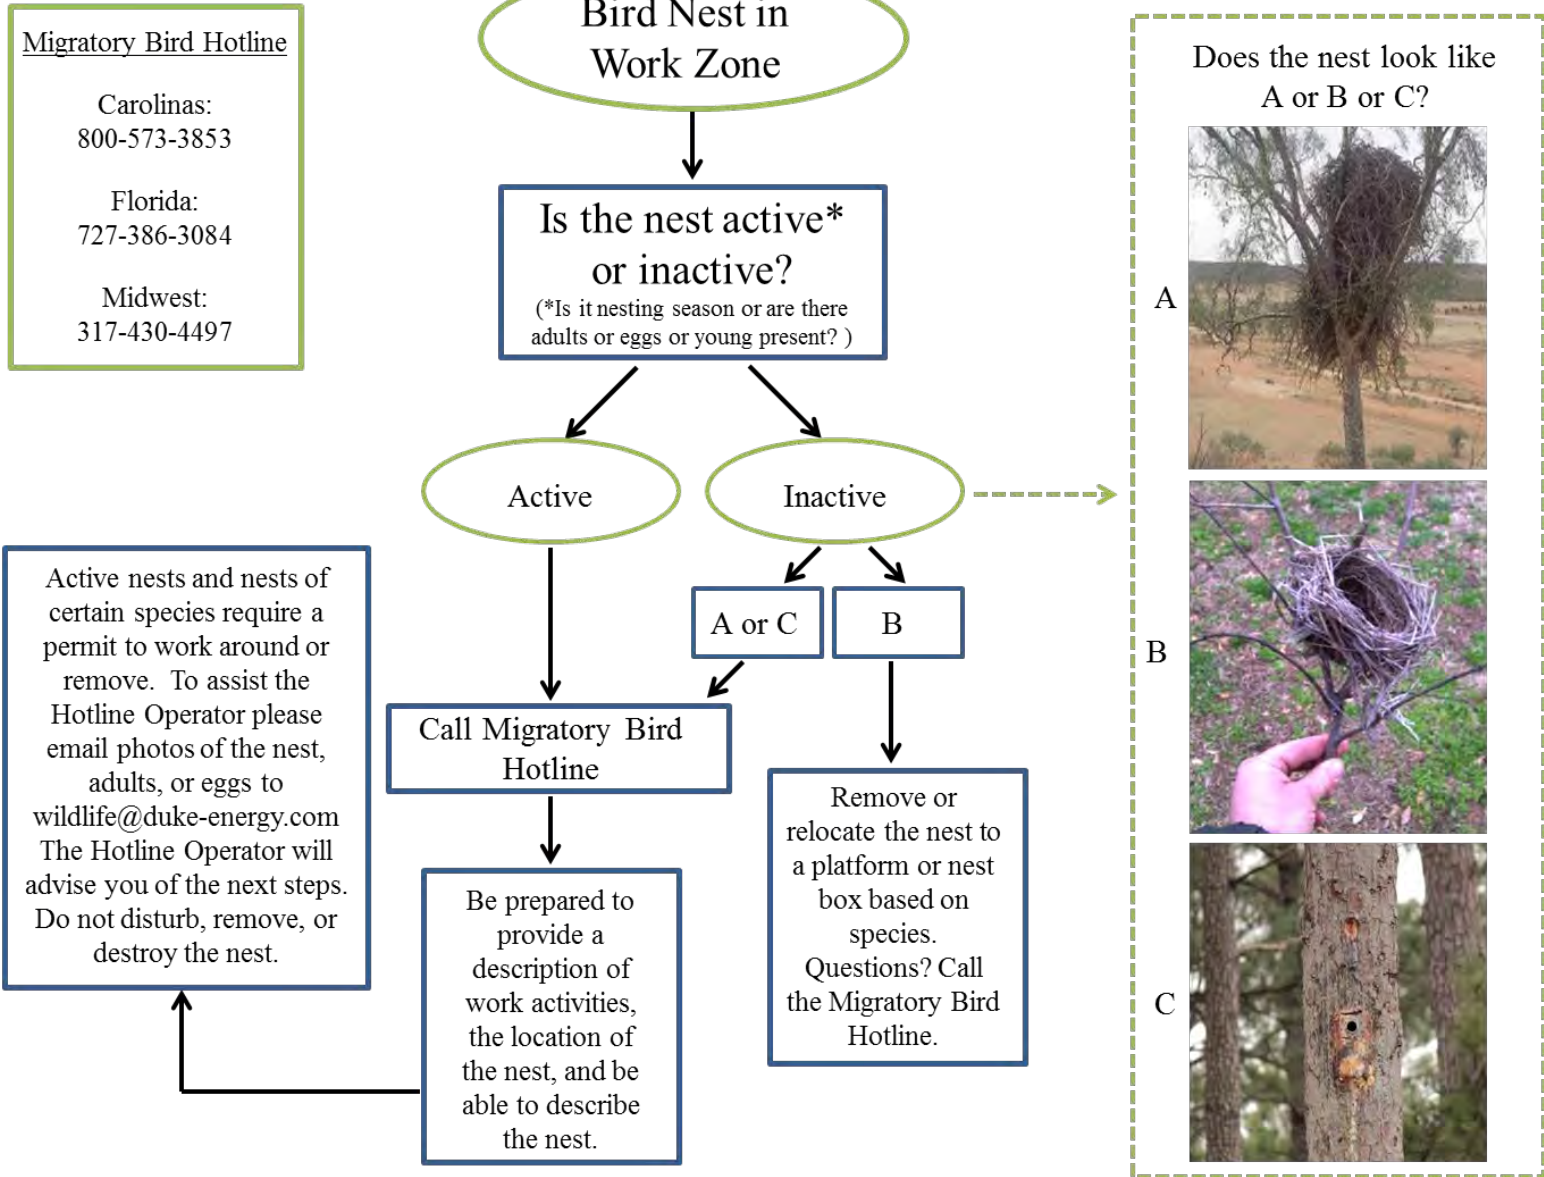 Migratory Bird Hotline
Carolinas:
800-573-3853
Florida:
727-386-3084
Midwest:
317-430-4497
Bird Nest in
Work Zone
Is the nest active*
or inactive?
(*Is it nesting season or are there
adults or eggs or young present? )
Active
Inactive
A or C
B
Call Migratory Bird
Hotline
Be prepared to
provide a
description of
work activities,
the location of
the nest, and be
able to describe
the nest.
Remove or
relocate the nest to
a platform or nest
box based on
species.
Questions? Call
the Migratory Bird
Hotline.
Active nests and nests of
certain species require a
permit to work around or
remove. To assist the
Hotline Operator please
email photos of the nest,
adults, or eggs to
wildlife@duke-energy.com
The Hotline Operator will
advise you of the next steps.
Do not disturb, remove, or
destroy the nest.
Does the nest look like
A or B or C?
A
B
C